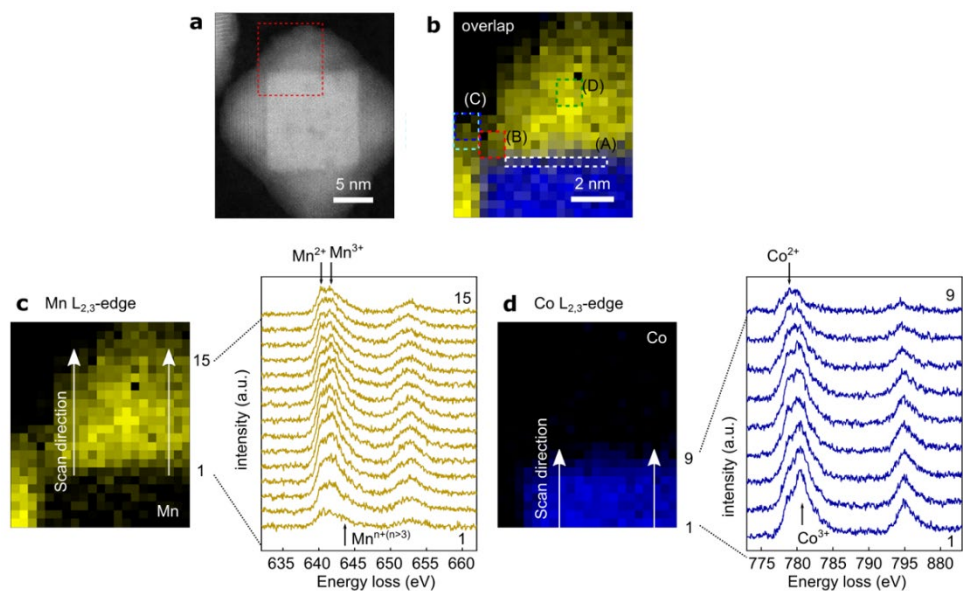 a
5 nm
b
overlap
(D)
(C)
(B)
(A)
2 nm
c Mn L2,3-edge
Mn2+ Mn3+
15
1
Scan direction
Mn
intensity (a.u.)
15
1
Mnn+(n>3)
635 640 645 650 655 660
Energy loss (eV)
d Co L2,3-edge
Co
Scan direction
9
1
Co2+
intensity (a.u.)
9
1
Co3+
775 780 785 790 795 880
Energy loss (eV)